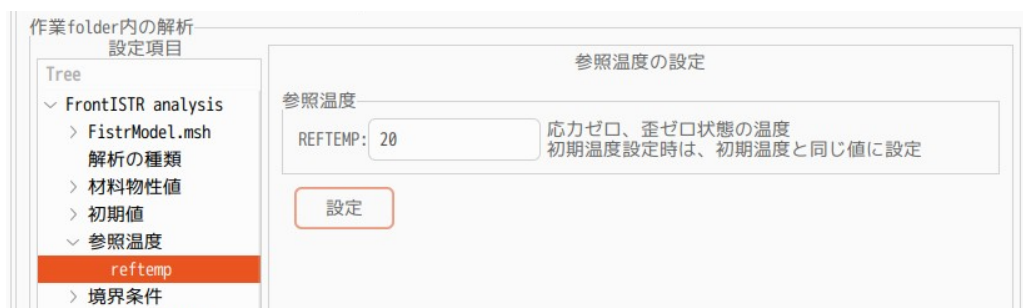 作業folder内の解析
設定項目
Tree
FrontISTR analysis
FistrModel.msh
解析の種類
材料物性値
初期値
参照温度
reftemp
境界条件
参照温度の設定
参照温度
REFTEMP: 20
応力ゼロ、歪ゼロ状態の温度
初期温度設定時は、初期温度と同じ値に設定
設定